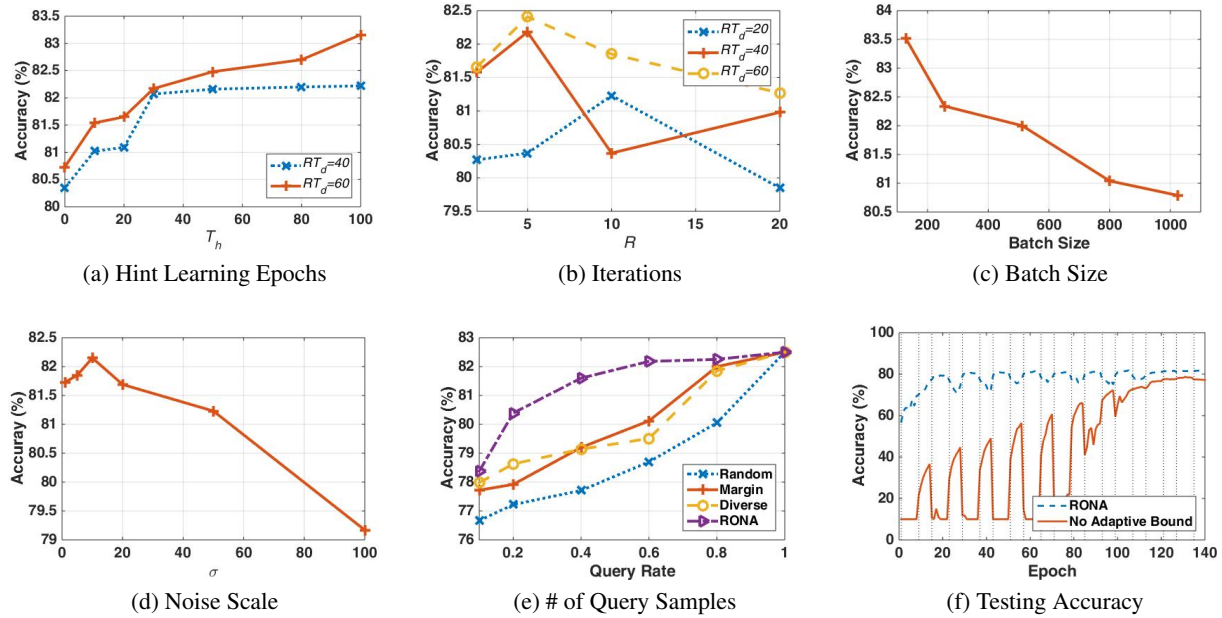 83.5
83
82.5
82
81.5
81
80.5
80
Accuracy (%)
0 20 40 60 80 100
T_h
RT_d=40
RT_d=60
(a) Hint Learning Epochs
82.5
82
81.5
81
80.5
80
79.5
Accuracy (%)
5 10 15 20
R
RT_d=20
RT_d=40
RT_d=60
(b) Iterations
84
83.5
83
82.5
82
81.5
81
80.5
Accuracy (%)
200 400 600 800 1000
Batch Size
(c) Batch Size
82.5
82
81.5
81
80.5
80
79.5
79
Accuray (%)
0 20 40 60 80 100
σ
(d) Noise Scale
83
82
81
80
79
78
77
76
Accuracy (%)
0.2 0.4 0.6 0.8 1
Query Rate
Random
Margin
Diverse
RONA
(e) # of Query Samples
100
80
60
40
20
0
Accuracy (%)
0 20 40 60 80 100 120 140
Epoch
RONA
No Adaptive Bound
(f) Testing Accuracy